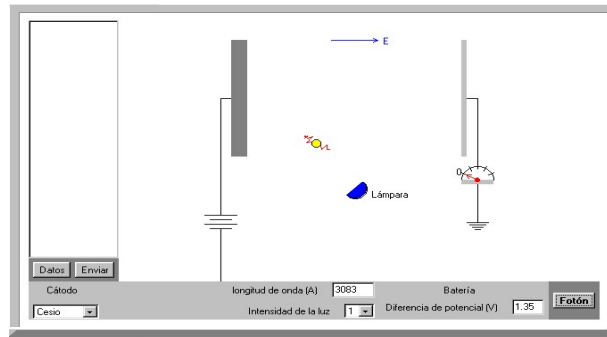 E
0
Lámpara
Datos Enviar
Cátodo longitud de onda (A) 3083 Batería
Cesio Intensidad de la luz 1 Diferencia de potencial (V) 1.35 Fotón